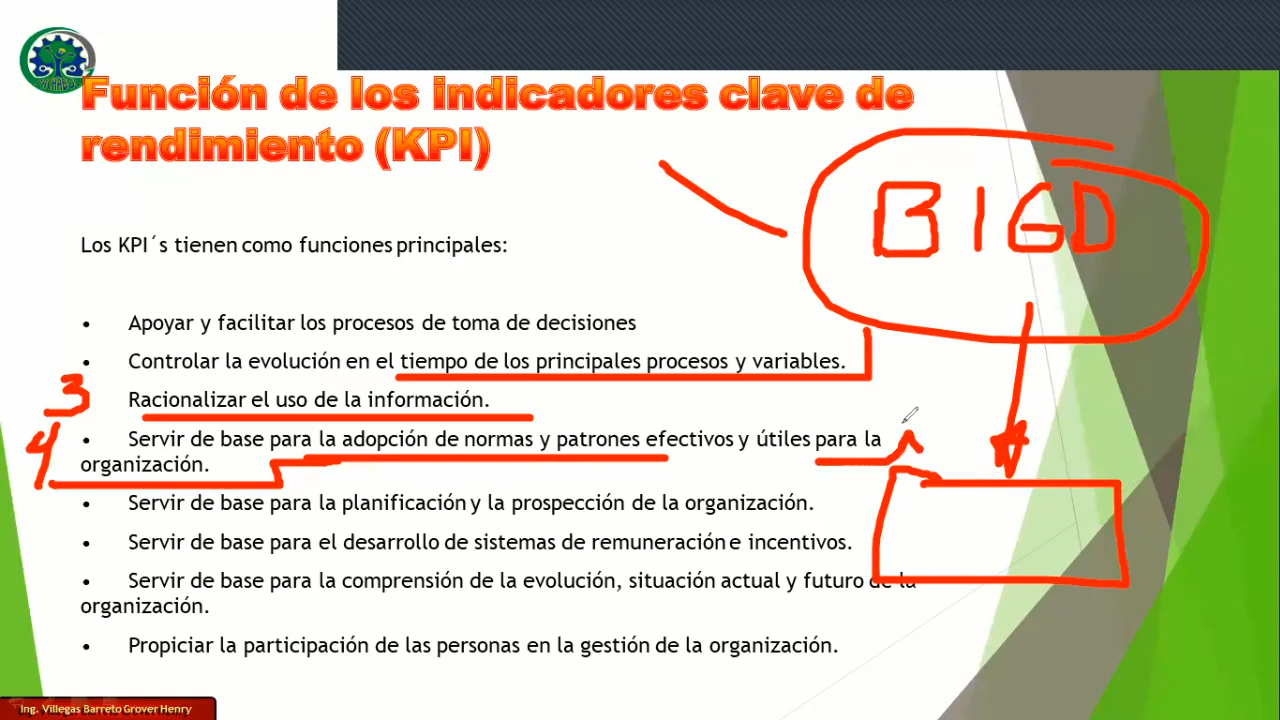 Función de los indicadores clave de
rendimiento (KPI)
BIGD
Los KPI´s tienen como funciones principales:
• Apoyar y facilitar los procesos de toma de decisiones
• Controlar la evolución en el tiempo de los principales procesos y variables.
3
• Racionalizar el uso de la información.
4
• Servir de base para la adopción de normas y patrones efectivos y útiles para la
organización.
• Servir de base para la planificación y la prospección de la organización.
• Servir de base para el desarrollo de sistemas de remuneración e incentivos.
• Servir de base para la comprensión de la evolución, situación actual y futuro de la
organización.
• Propiciar la participación de las personas en la gestión de la organización.
Ing. Villegas Barreto Grover Henry